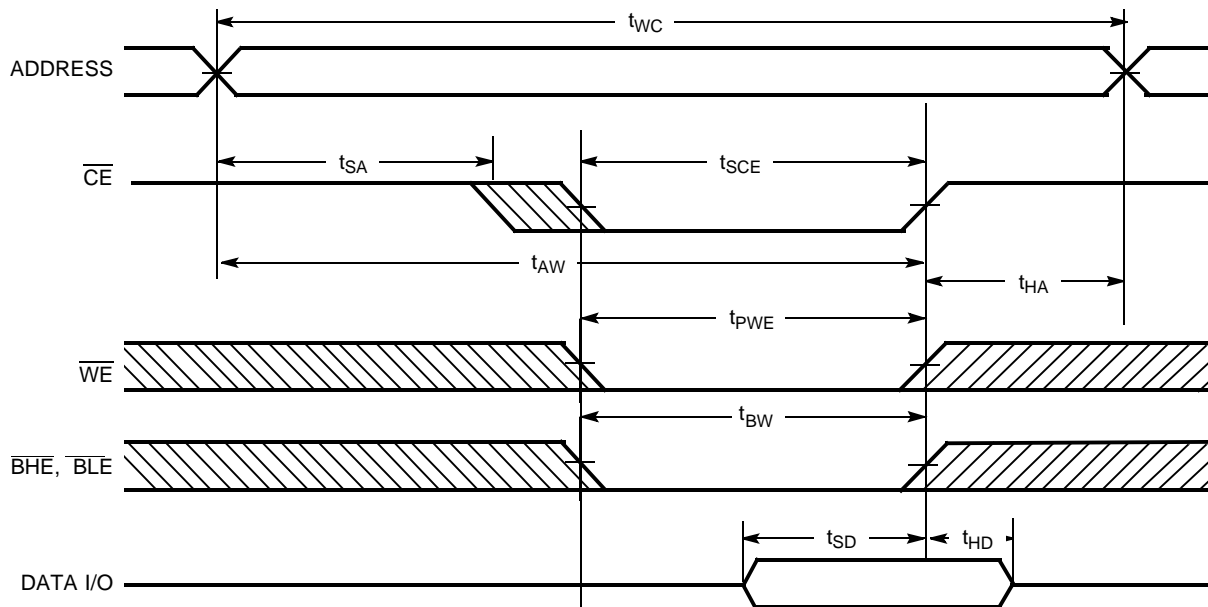 tWC
ADDRESS
tSA
tSCE
CE
tAW
tHA
tPWE
WE
tBW
BHE, BLE
tSD
tHD
DATA I/O